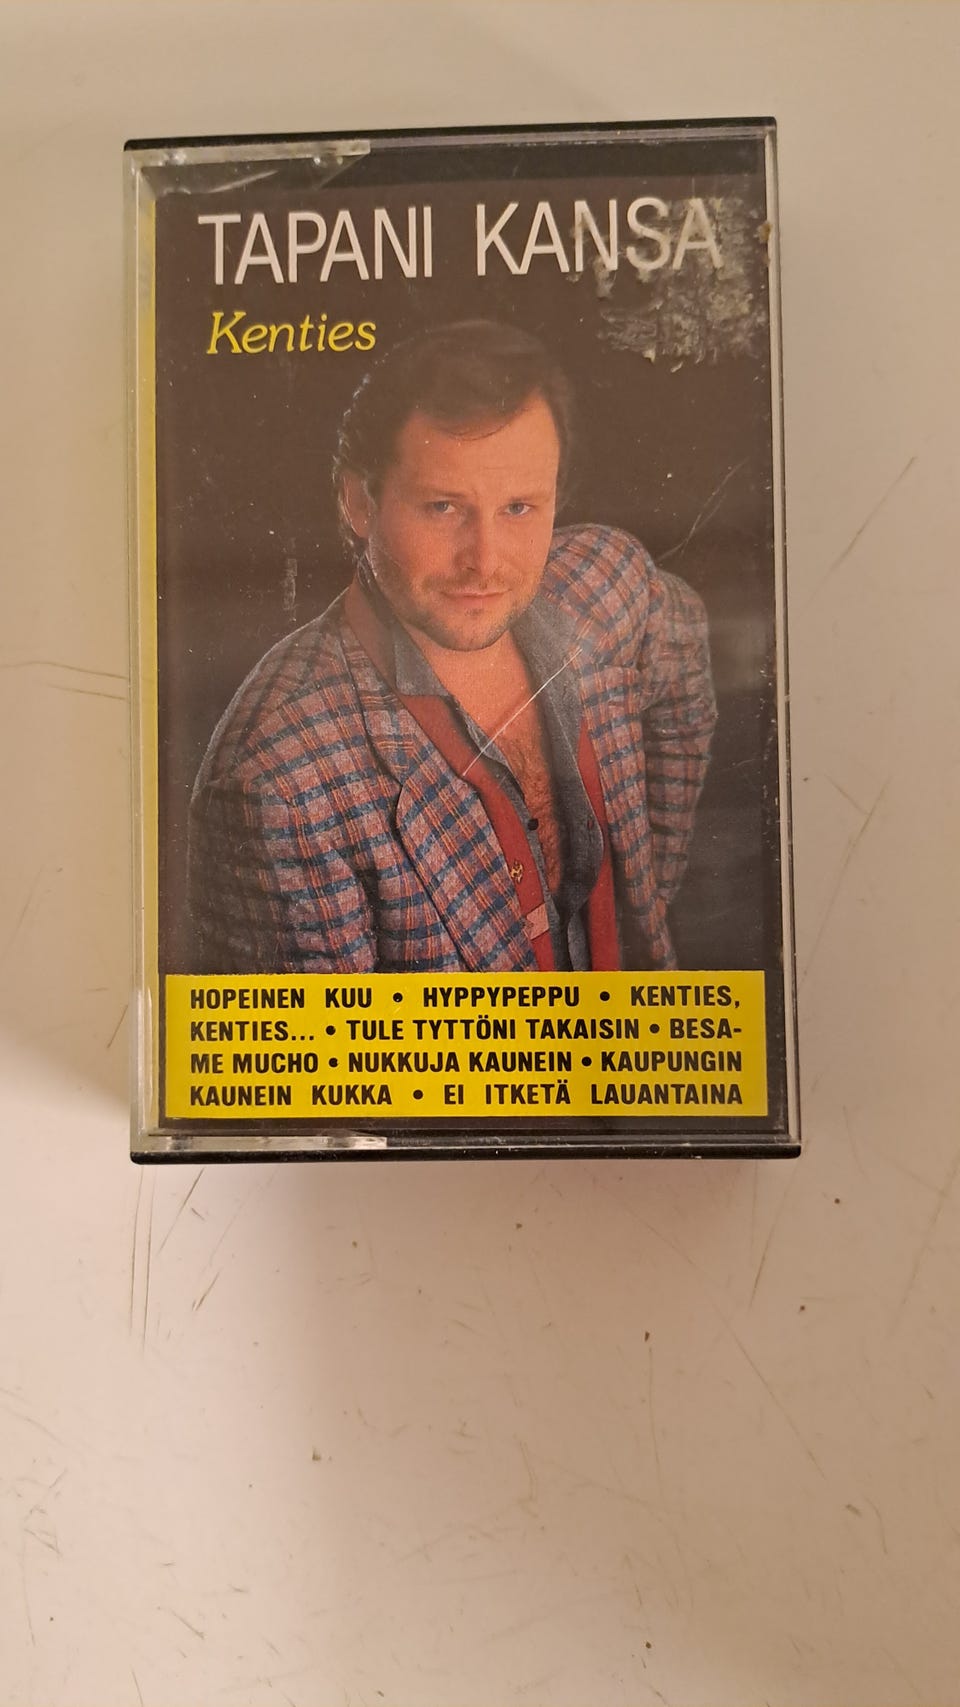 TAPANI KANSA
Kenties
HOPEINEN KUU • HYPPYPEPPU • KENTIES,
KENTIES... • TULE TYTTÖNI TAKAISIN • BESA-
ME MUCHO • NUKKUJA KAUNEIN • KAUPUNGIN
KAUNEIN KUKKA • EI ITKETÄ LAUANTAINA